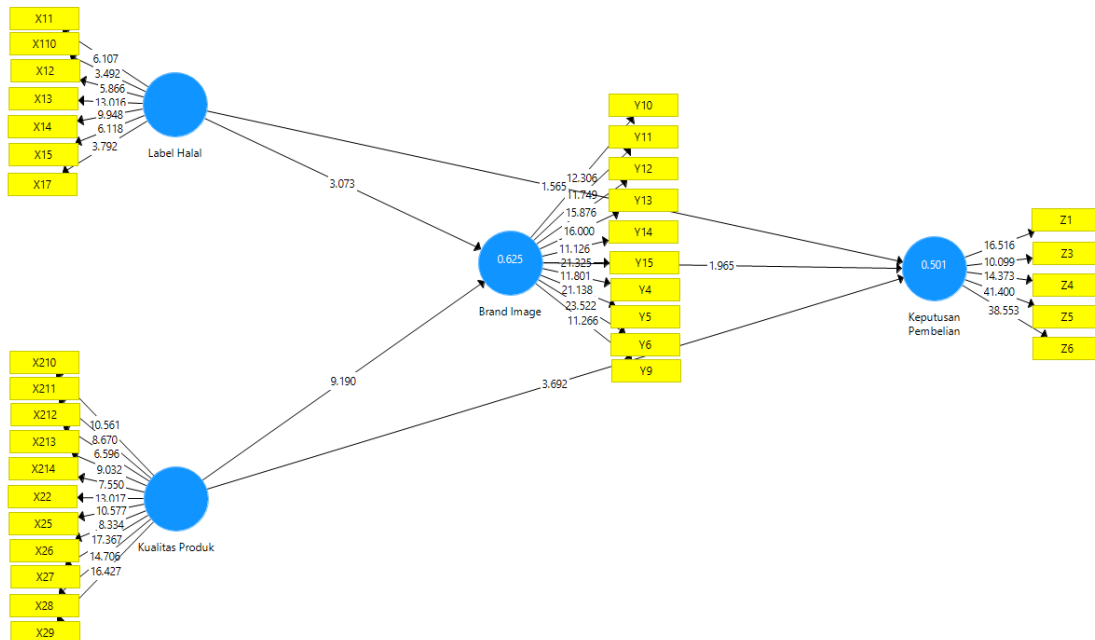 X11
X110
X12
X13
X14
X15
X17
6.107
3.492
5.866
13.016
9.948
6.118
3.792
Label Halal
3.073
1.565
X210
X211
X212
X213
X214
X22
X25
X26
X27
X28
X29
10.561
8.670
6.596
9.032
7.550
13.017
10.577
8.334
17.367
14.706
16.427
Kualitas Produk
9.190
3.692
0.625
Brand Image
12.306
11.749
15.876
16.000
11.126
21.325
11.801
21.138
23.522
11.266
Y10
Y11
Y12
Y13
Y14
Y15
Y4
Y5
Y6
Y9
1.965
0.501
Keputusan
Pembelian
16.516
10.099
14.373
41.400
38.553
Z1
Z3
Z4
Z5
Z6